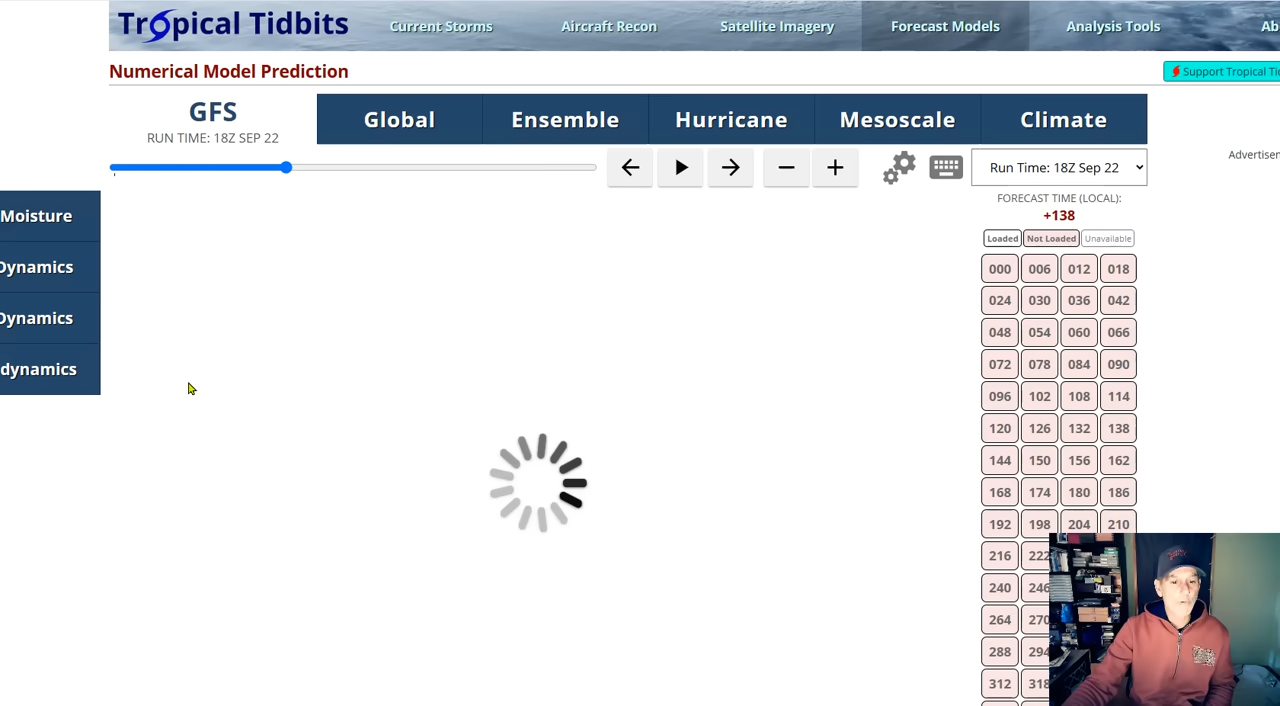 Tropical Tidbits
Current Storms
Aircraft Recon
Satellite Imagery
Forecast Models
Analysis Tools
Ab
Numerical Model Prediction
Support Tropical Tid
GFS
RUN TIME: 18Z SEP 22
Global
Ensemble
Hurricane
Mesoscale
Climate
Run Time: 18Z Sep 22
Advertisen
FORECAST TIME (LOCAL):
+138
Loaded Not Loaded Unavailable
Moisture
Dynamics
Dynamics
dynamics
000 006 012 018
024 030 036 042
048 054 060 066
072 078 084 090
096 102 108 114
120 126 132 138
144 150 156 162
168 174 180 186
192 198 204 210
216 222
240 246
264 270
288 294
312 318